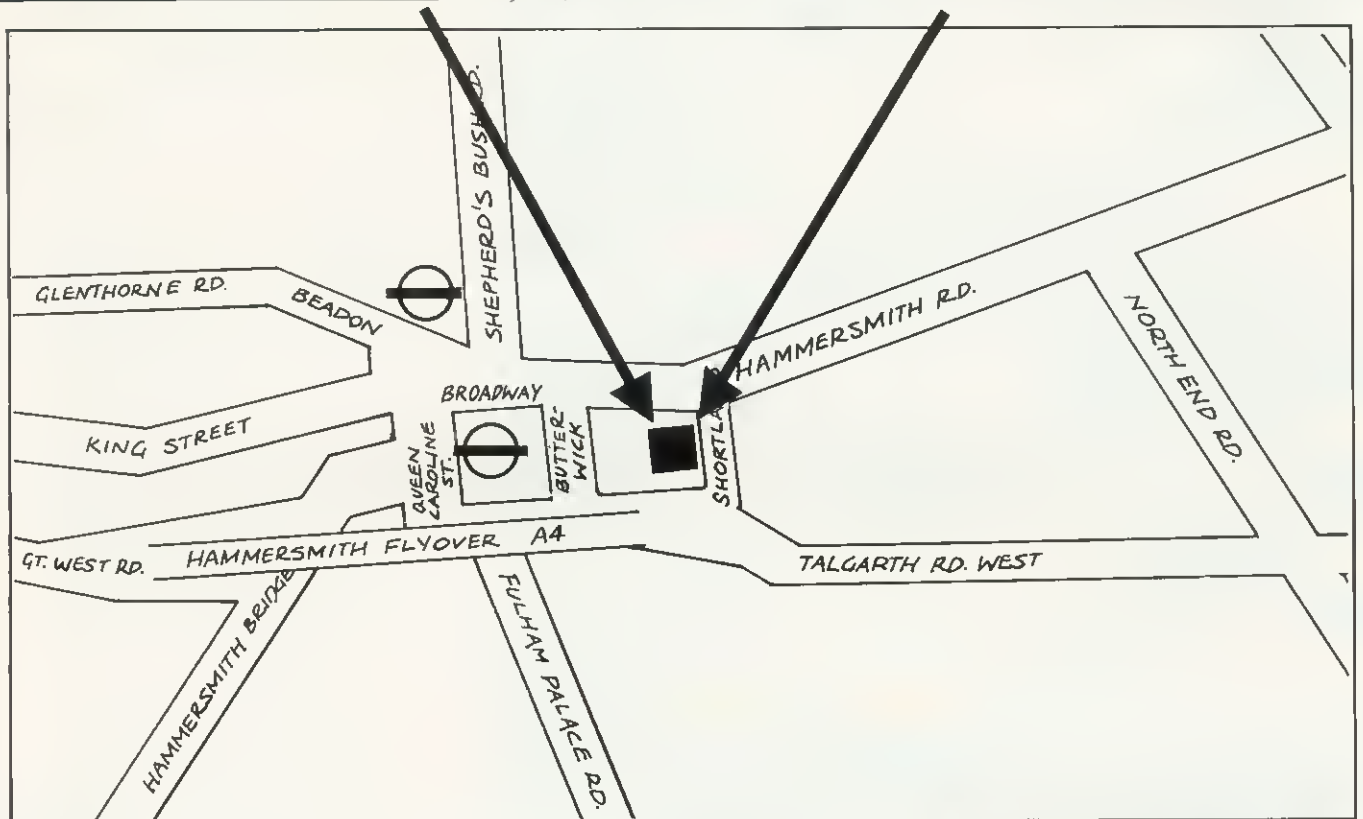 SHEPHERD'S BUSH RD.
GLENTHORNE RD.
BEADON
HAMMERSMITH RD.
NORTH END RD.
BROADWAY
KING STREET
QUEEN
CAROLINE
ST.
BUTTER-
WICK
GT. WEST RD.
HAMMERSMITH FLYOVER A4
TALGARTH RD. WEST
HAMMERSMITH BRIDGE
FULHAM PALACE RD.